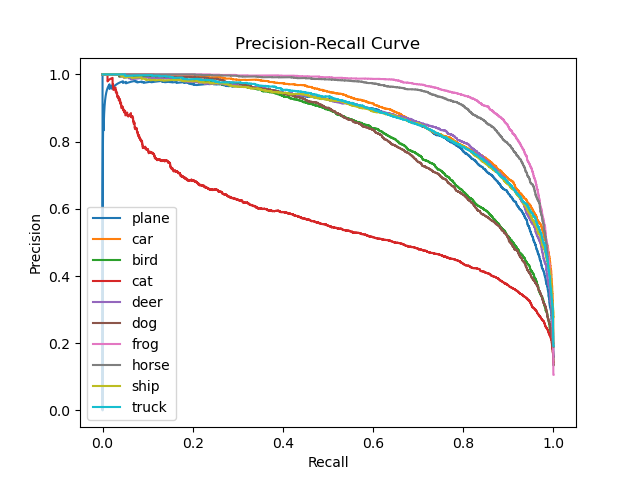 Precision-Recall Curve
1.0
0.8
0.6
0.4
0.2
0.0
Precision
plane
car
bird
cat
deer
dog
frog
horse
ship
truck
0.0 0.2 0.4 0.6 0.8 1.0
Recall